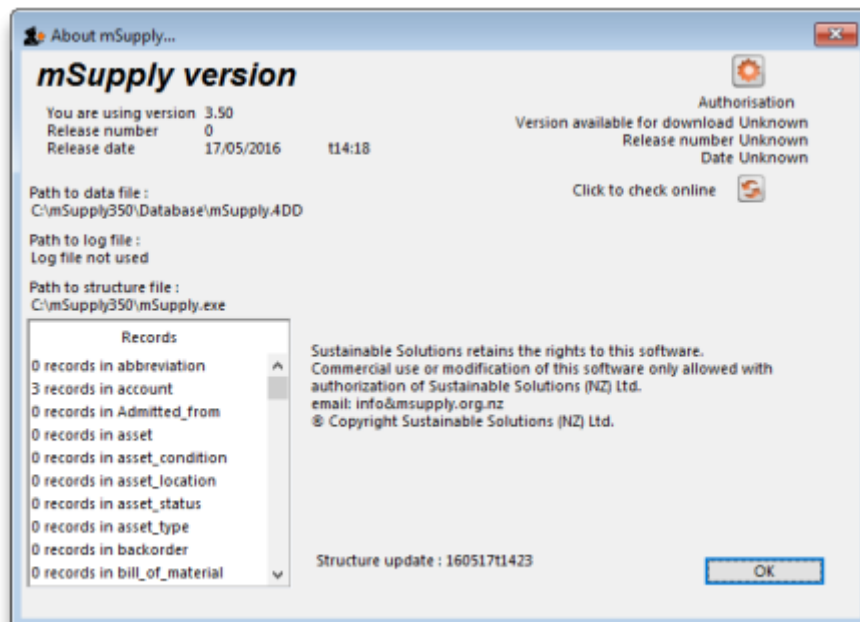 About mSupply...
mSupply version
You are using version 3.50
Release number 0
Release date 17/05/2016 t14:18
Authorisation
Version available for download Unknown
Release number Unknown
Date Unknown
Click to check online
Path to data file :
C:\mSupply350\Database\mSupply.4DD
Path to log file :
Log file not used
Path to structure file :
C:\mSupply350\mSupply.exe
Records
0 records in abbreviation
3 records in account
0 records in Admitted_from
0 records in asset
0 records in asset_condition
0 records in asset_location
0 records in asset_status
0 records in asset_type
0 records in backorder
0 records in bill_of_material
Sustainable Solutions retains the rights to this software.
Commercial use or modification of this software only allowed with
authorization of Sustainable Solutions (NZ) Ltd.
email: info&msupply.org.nz
® Copyright Sustainable Solutions (NZ) Ltd.
Structure update : 160517t1423
OK